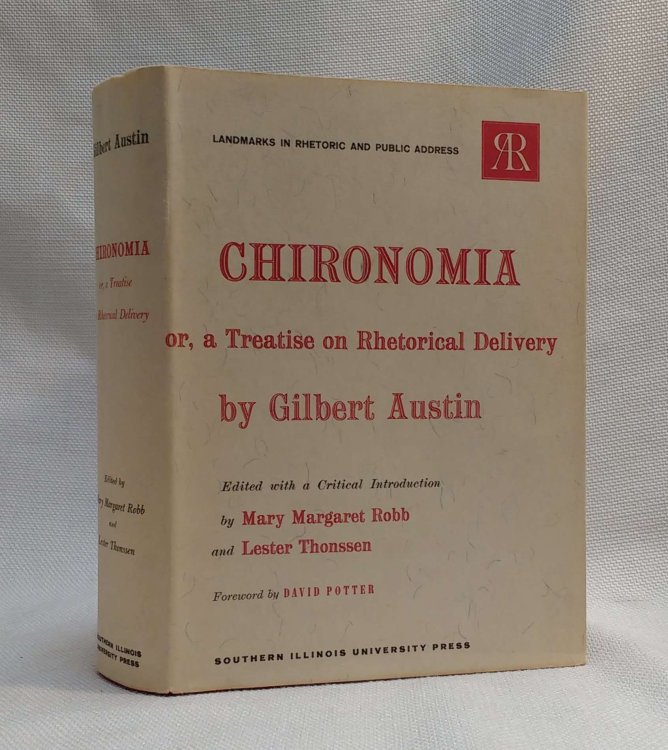 Gilbert Austin
CHIRONOMIA
or, a Treatise
Rhetorical Delivery
Edited by
Mary Margaret Robb
and
Lester Thonssen
SOUTHERN ILLINOIS
UNIVERSITY PRESS
LANDMARKS IN RHETORIC AND PUBLIC ADDRESS
CHIRONOMIA
or, a Treatise on Rhetorical Delivery
by Gilbert Austin
Edited with a Critical Introduction
by Mary Margaret Robb
and Lester Thonssen
Foreword by DAVID POTTER
SOUTHERN ILLINOIS UNIVERSITY PRESS